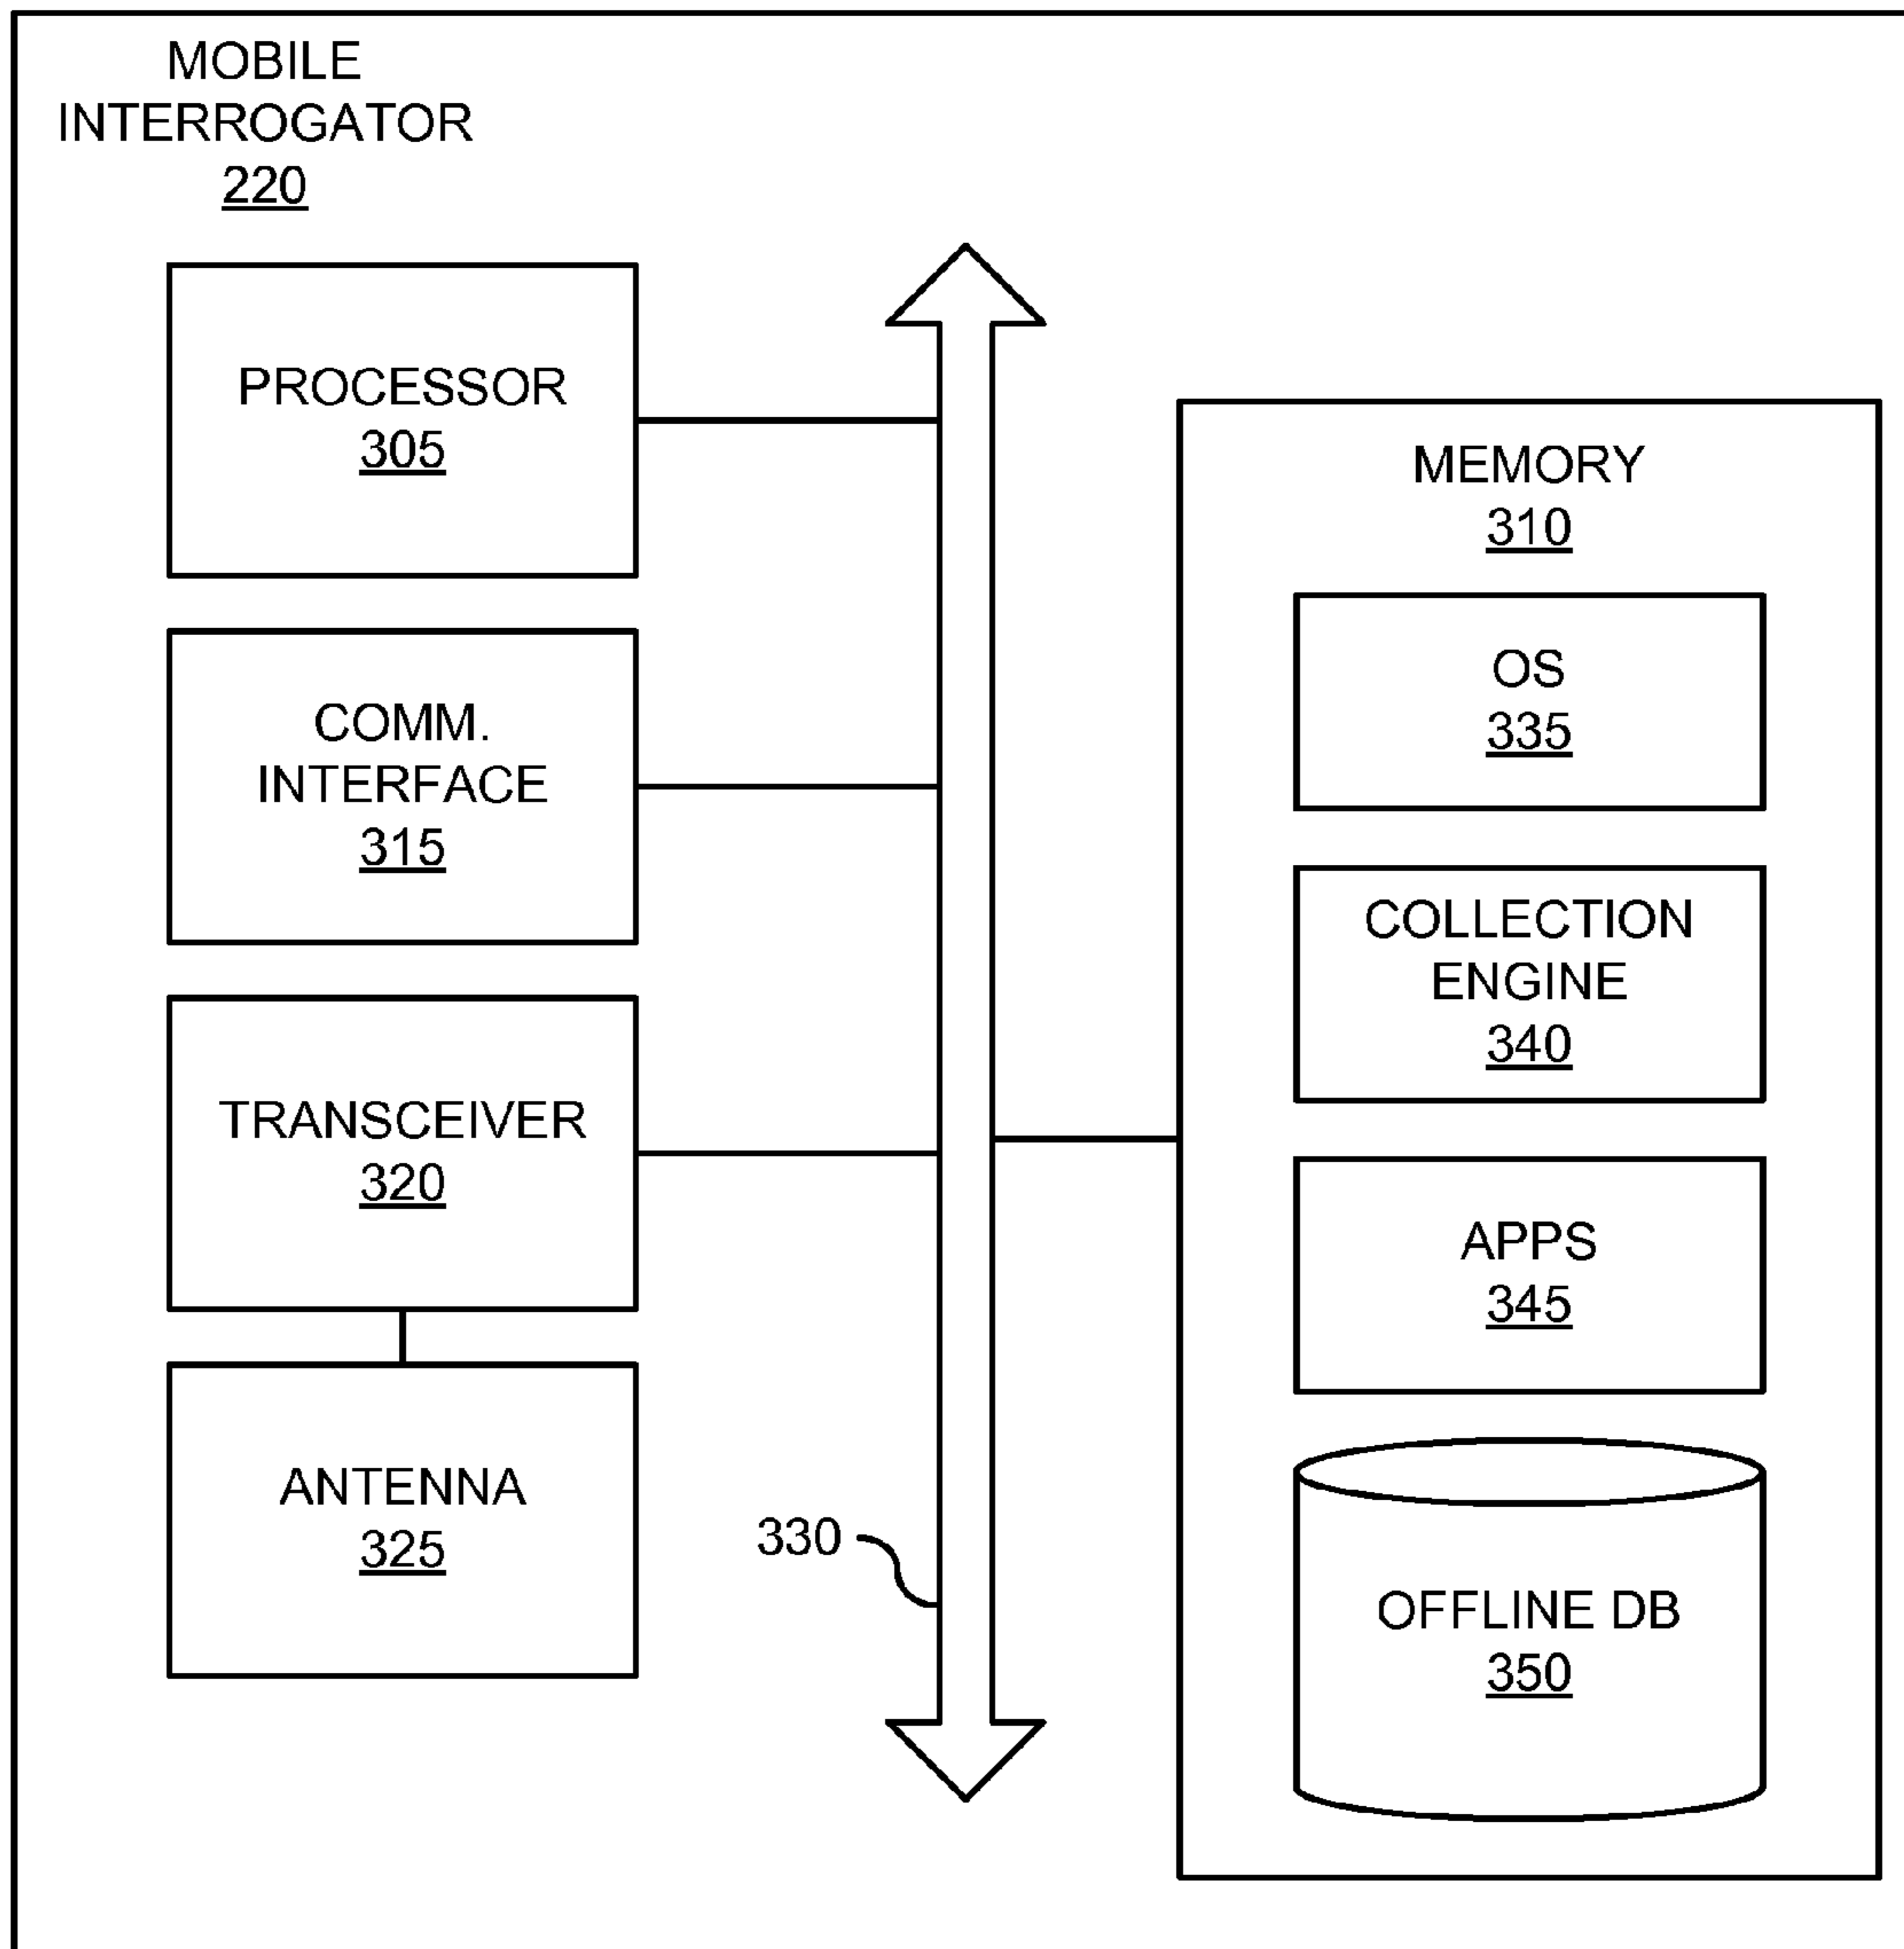 MOBILE
INTERROGATOR
220
PROCESSOR
305
COMM.
INTERFACE
315
TRANSCEIVER
320
ANTENNA
325
330
MEMORY
310
OS
335
COLLECTION
ENGINE
340
APPS
345
OFFLINE DB
350